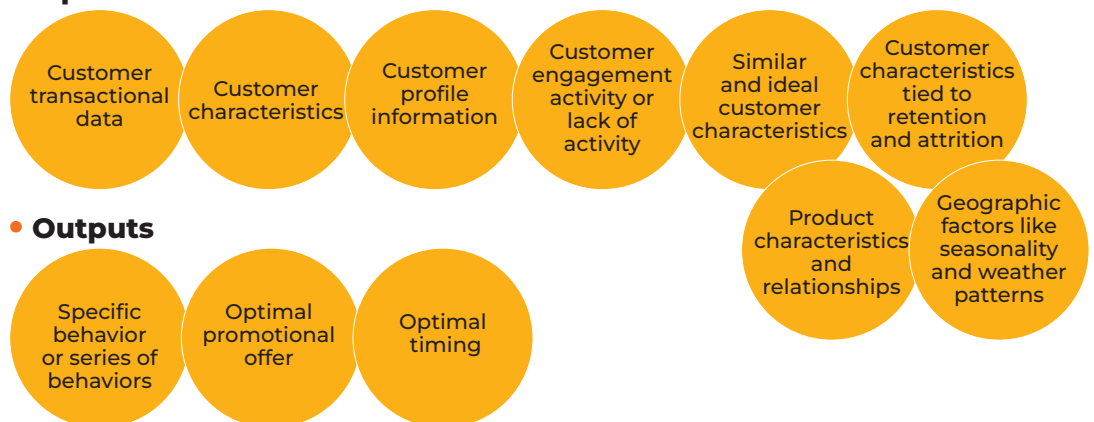 Customer
transactional
data
Customer
characteristics
Customer
profile
information
Customer
engagement
activity or
lack of
activity
Similar
and ideal
customer
characteristics
Customer
characteristics
tied to
retention
and attrition
Product
characteristics
and
relationships
Geographic
factors like
seasonality
and weather
patterns
• Outputs
Specific
behavior
or series of
behaviors
Optimal
promotional
offer
Optimal
timing